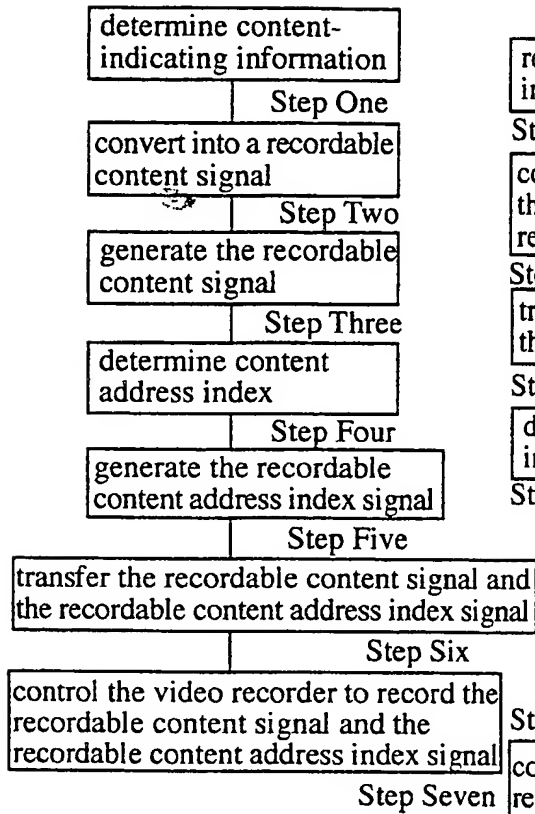 determine content-
indicating information
Step One
convert into a recordable
content signal
Step Two
generate the recordable
content signal
Step Three
determine content
address index
Step Four
generate the recordable
content address index signal
Step Five
transfer the recordable content signal and
the recordable content address index signal
Step Six
control the video recorder to record the
recordable content signal and the
recordable content address index signal
Step Seven